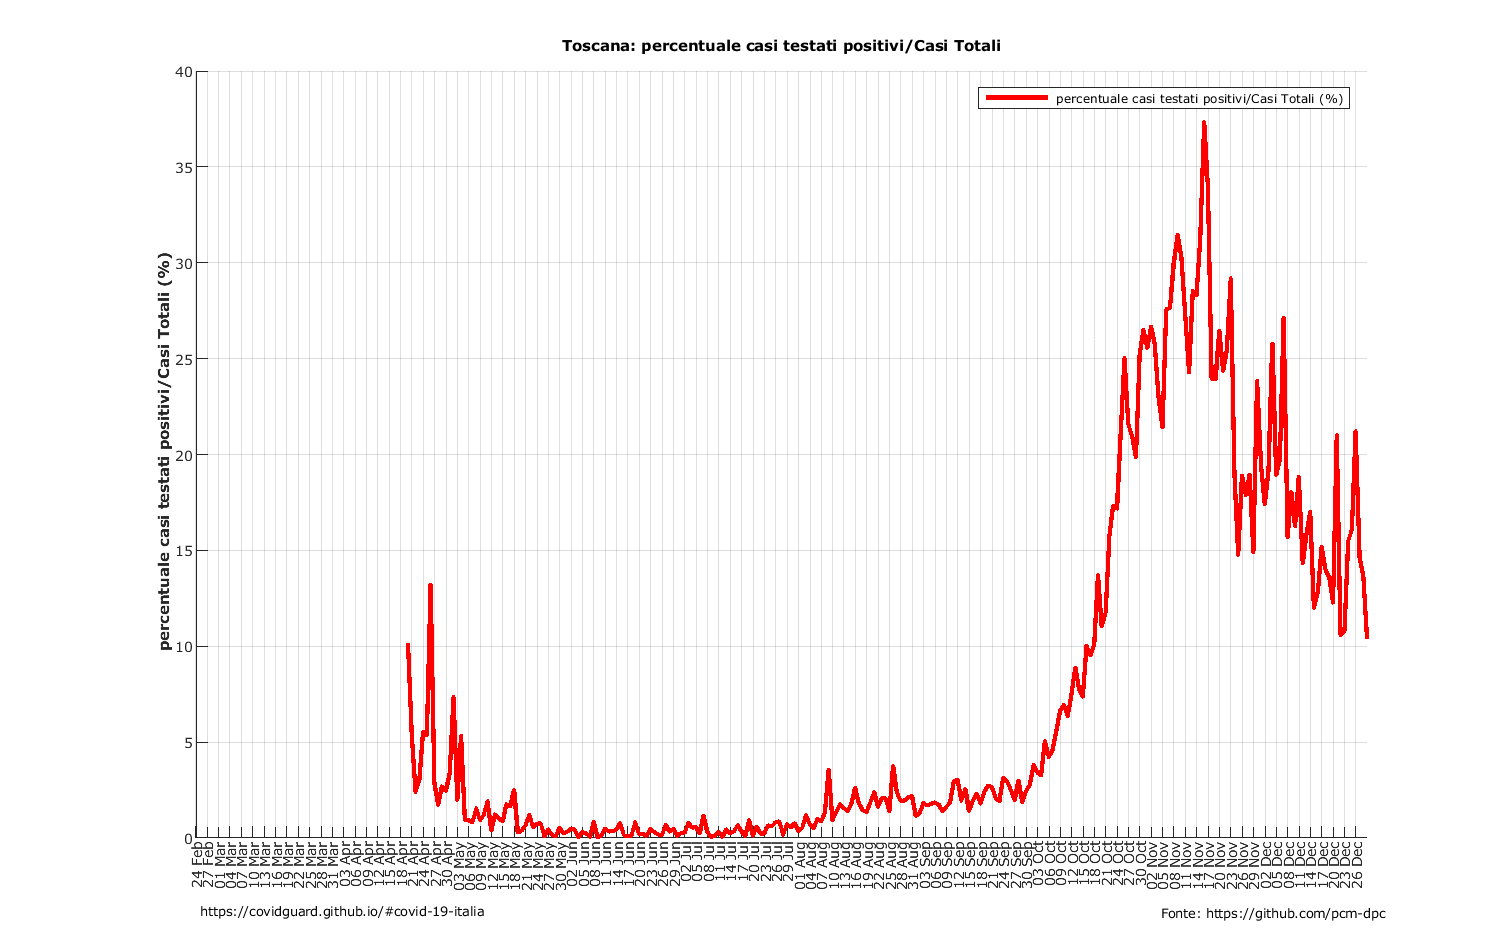 Toscana: percentuale casi testati positivi/Casi Totali
percentuale casi testati positivi/Casi Totali (%)
percentuale casi testati positivi/Casi Totali (%)
40
35
30
25
20
15
10
5
0
24 Feb
27 Feb
01 Mar
04 Mar
07 Mar
10 Mar
13 Mar
16 Mar
19 Mar
22 Mar
25 Mar
28 Mar
31 Mar
03 Apr
06 Apr
09 Apr
12 Apr
15 Apr
18 Apr
21 Apr
24 Apr
27 Apr
30 Apr
03 May
06 May
09 May
12 May
15 May
18 May
21 May
24 May
27 May
30 May
02 Jun
05 Jun
08 Jun
11 Jun
14 Jun
17 Jun
20 Jun
23 Jun
26 Jun
29 Jun
02 Jul
05 Jul
08 Jul
11 Jul
14 Jul
17 Jul
20 Jul
23 Jul
26 Jul
29 Jul
01 Aug
04 Aug
07 Aug
10 Aug
13 Aug
16 Aug
19 Aug
22 Aug
25 Aug
28 Aug
31 Aug
03 Sep
06 Sep
09 Sep
12 Sep
15 Sep
18 Sep
21 Sep
24 Sep
27 Sep
30 Sep
03 Oct
06 Oct
09 Oct
12 Oct
15 Oct
18 Oct
21 Oct
24 Oct
27 Oct
30 Oct
02 Nov
05 Nov
08 Nov
11 Nov
14 Nov
17 Nov
20 Nov
23 Nov
26 Nov
29 Nov
02 Dec
05 Dec
08 Dec
11 Dec
14 Dec
17 Dec
20 Dec
23 Dec
26 Dec
https://covidguard.github.io/#covid-19-italia
Fonte: https://github.com/pcm-dpc